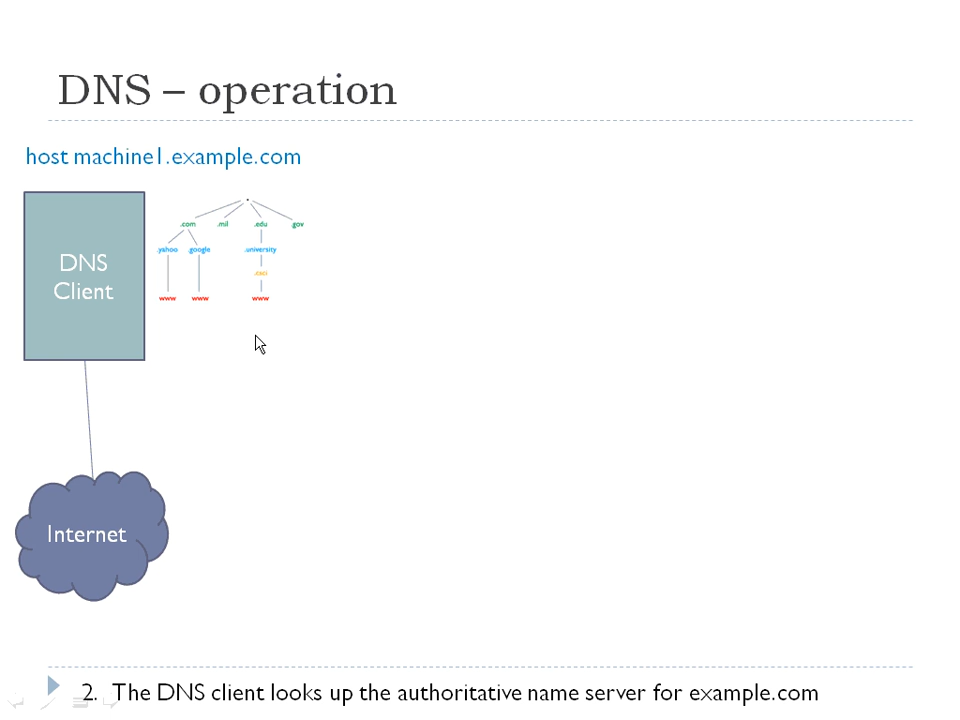 DNS – operation
host machine1.example.com
.
.com .mil .edu .gov
.yahoo .google .university
www www www
DNS
Client
Internet
2. The DNS client looks up the authoritative name server for example.com